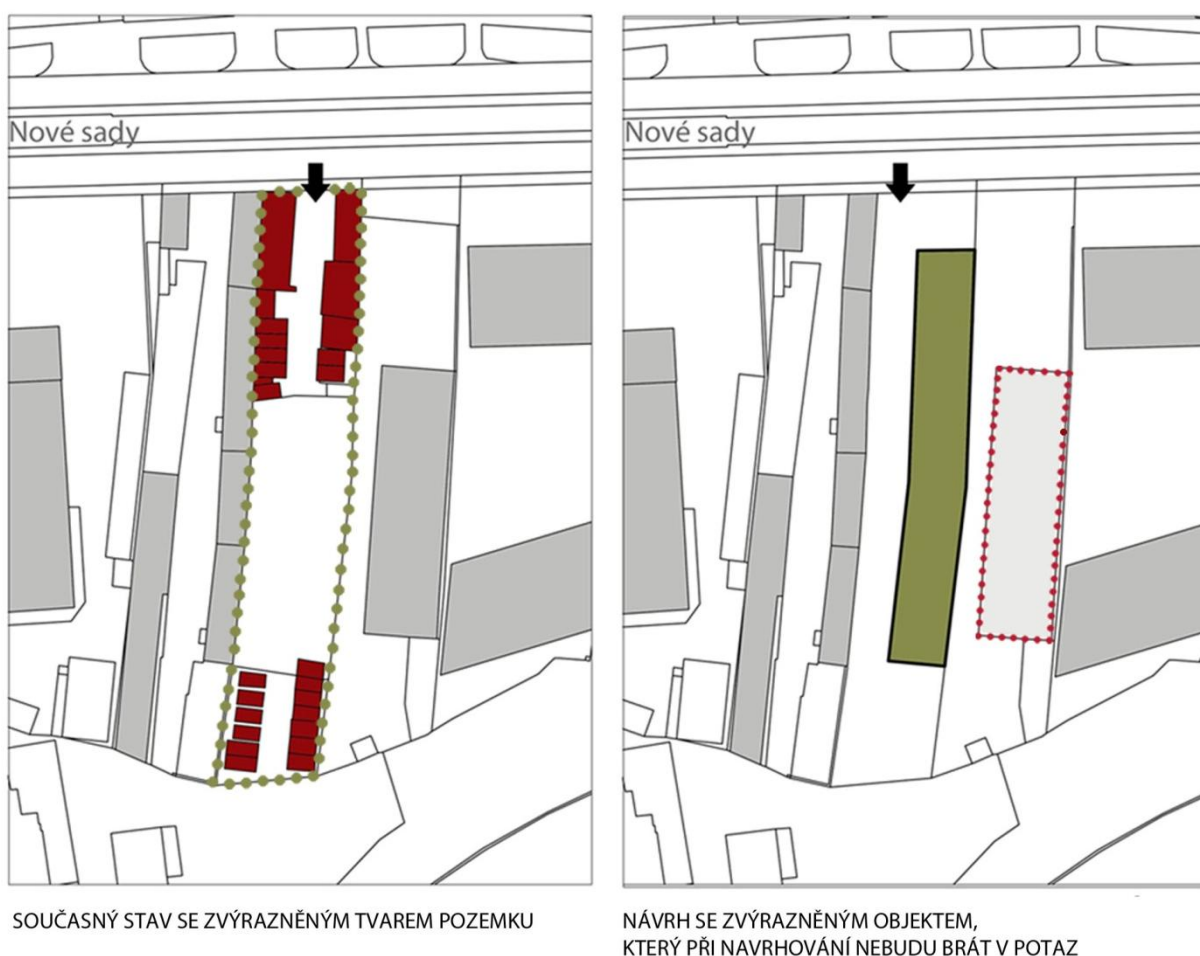 Nové sady
Nové sady
SOUČASNÝ STAV SE ZVÝRAZNĚNÝM TVAREM POZEMKU
NÁVRH SE ZVÝRAZNĚNÝM OBJEKTEM,
KTERÝ PŘI NAVRHOVÁNÍ NEBUDU BRÁT V POTAZ